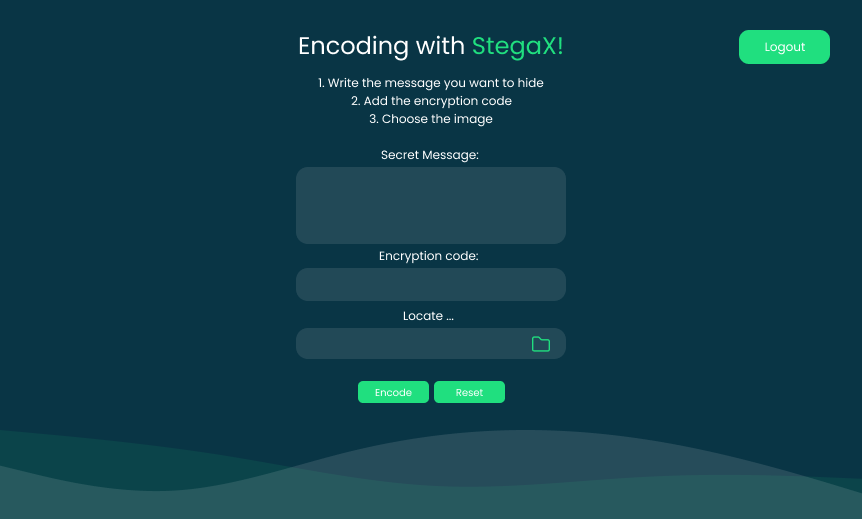 Encoding with StegaX!
Logout
1. Write the message you want to hide
2. Add the encryption code
3. Choose the image
Secret Message:
Encryption code:
Locate ...
Encode
Reset